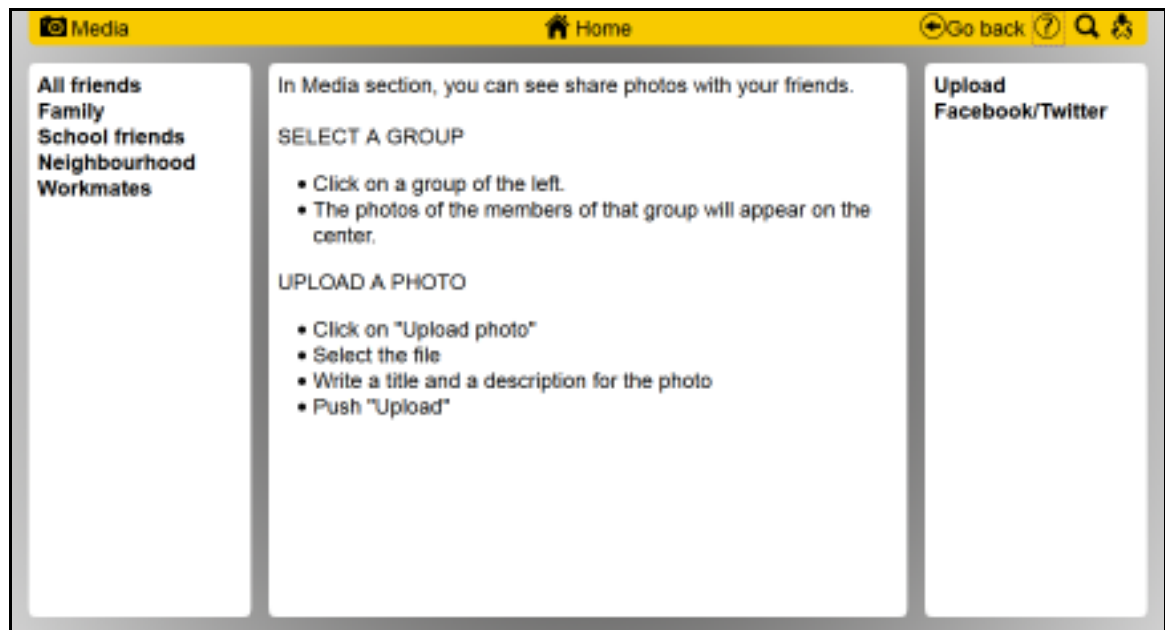 Media
Home
Go back ?
All friends
Family
School friends
Neighbourhood
Workmates
In Media section, you can see share photos with your friends.
SELECT A GROUP
• Click on a group of the left.
• The photos of the members of that group will appear on the
center.
UPLOAD A PHOTO
• Click on "Upload photo"
• Select the file
• Write a title and a description for the photo
• Push "Upload"
Upload
Facebook/Twitter